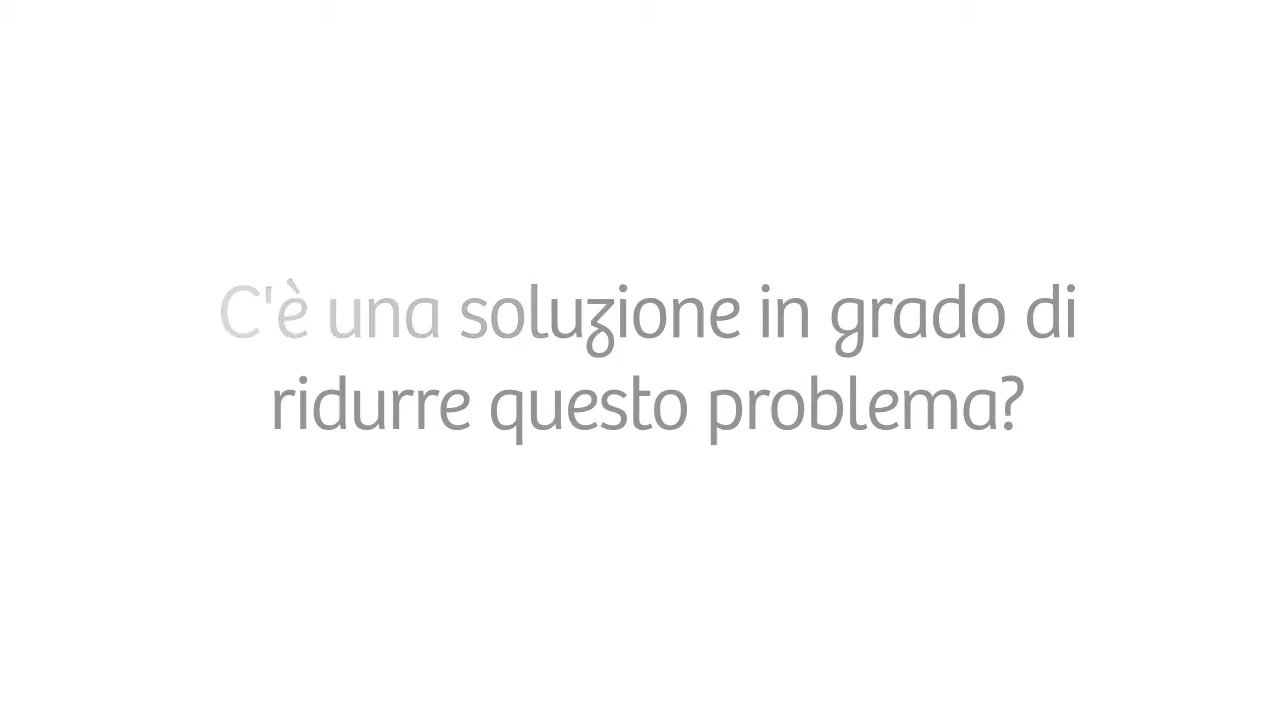 C'è una soluzione in grado di
ridurre questo problema?